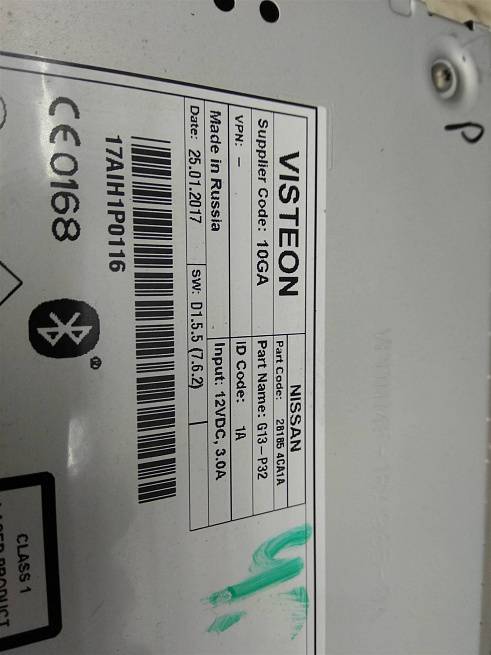 VISTEON
NISSAN
Supplier Code: 10GA
Part Code: 28185 4CA1A
Part Name: G13-P32
VPN: -
ID Code: 1A
Made in Russia
Input: 12VDC, 3.0A
Date: 25.01.2017
SW: D1.5.5 (7.6.2)
17AIH1P0116
CE0168
®
CLASS 1
LASER PRODUCT
P